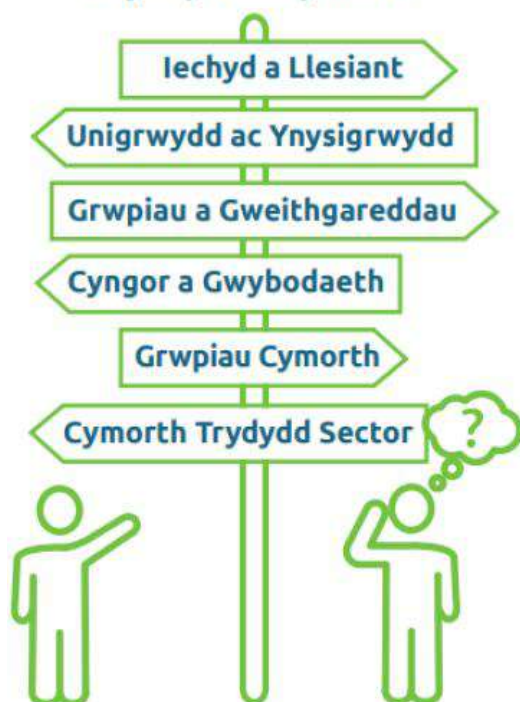 Iechyd a Llesiant
Unigrwydd ac Ynysigrwydd
Grwpiau a Gweithgareddau
Cyngor a Gwybodaeth
Grwpiau Cymorth
Cymorth Trydydd Sector
?